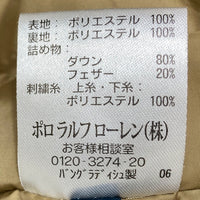 表地： ポリエステル 100%
裏地： ポリエステル 100%
詰め物：
ダウン 80%
フェザー 20%
刺繍糸 上糸・下糸：
ポリエステル 100%
ポロ ラルフ ローレン(株)
お客様相談室
0120-3274-20
バングラディシュ製 06